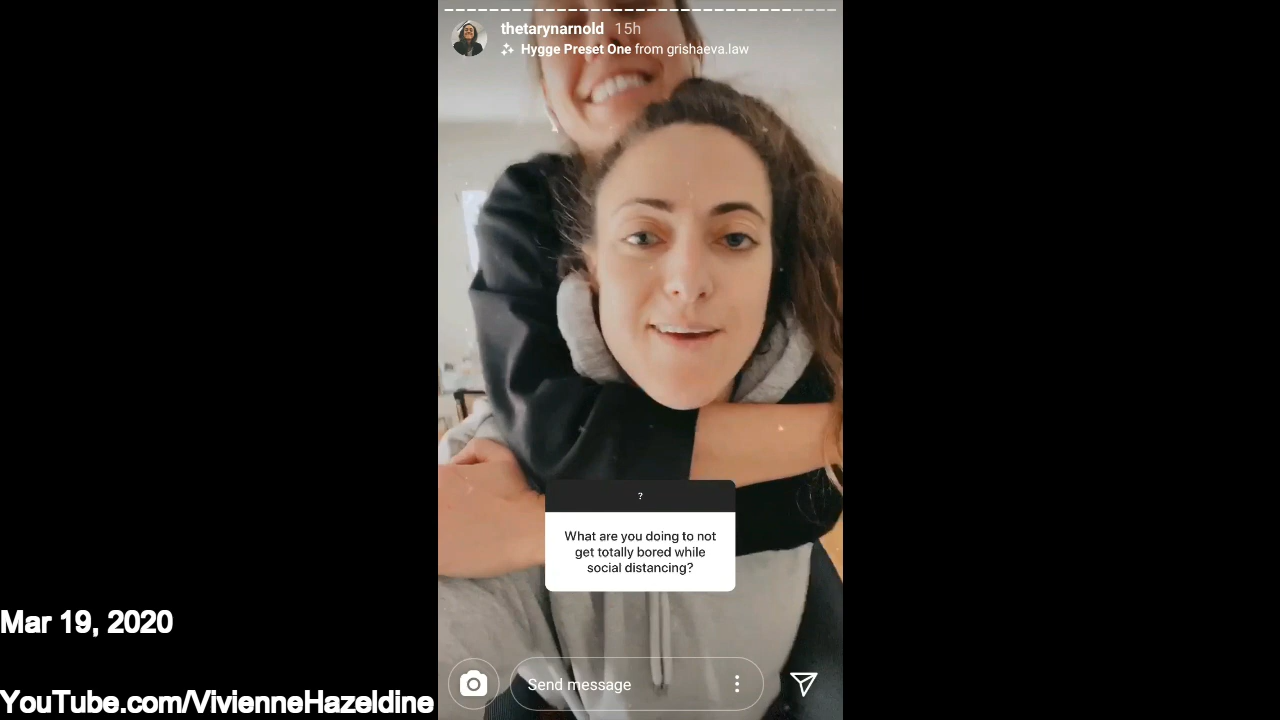 thetarynarnold 15h
Hygge Preset One from grishaeva.law
?
What are you doing to not
get totally bored while
social distancing?
Mar 19, 2020
Send message
YouTube.com/VivienneHazeldine